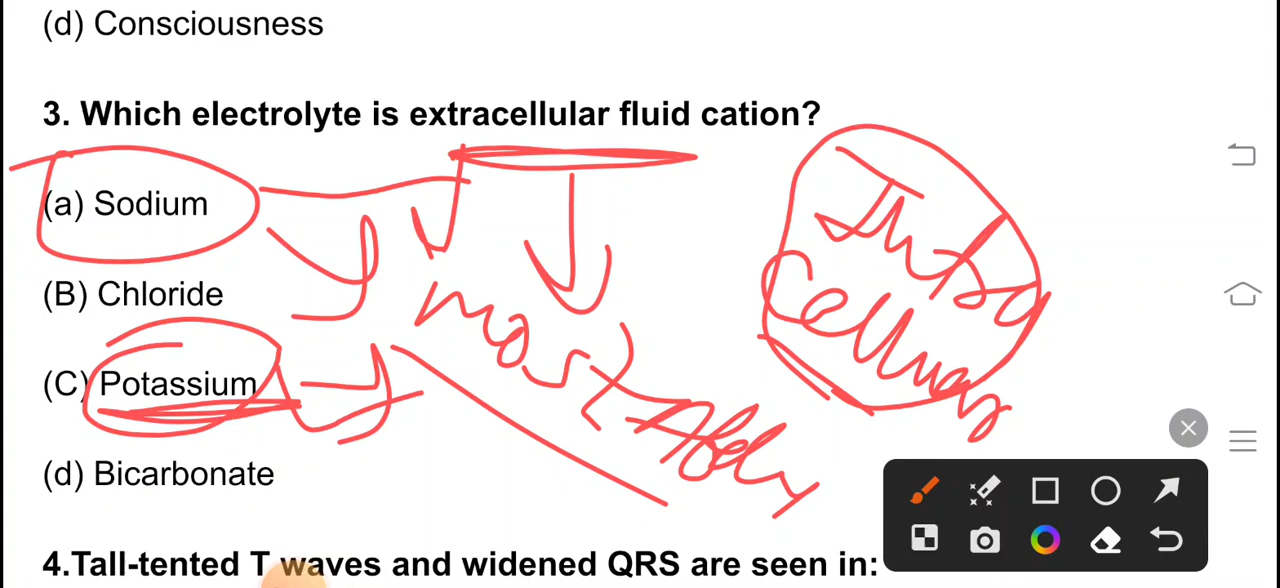 (d) Consciousness
3. Which electrolyte is extracellular fluid cation?
(a) Sodium
(B) Chloride
(C) Potassium
(d) Bicarbonate
most
Intra
4.Tall-tented T waves and widened QRS are seen in: